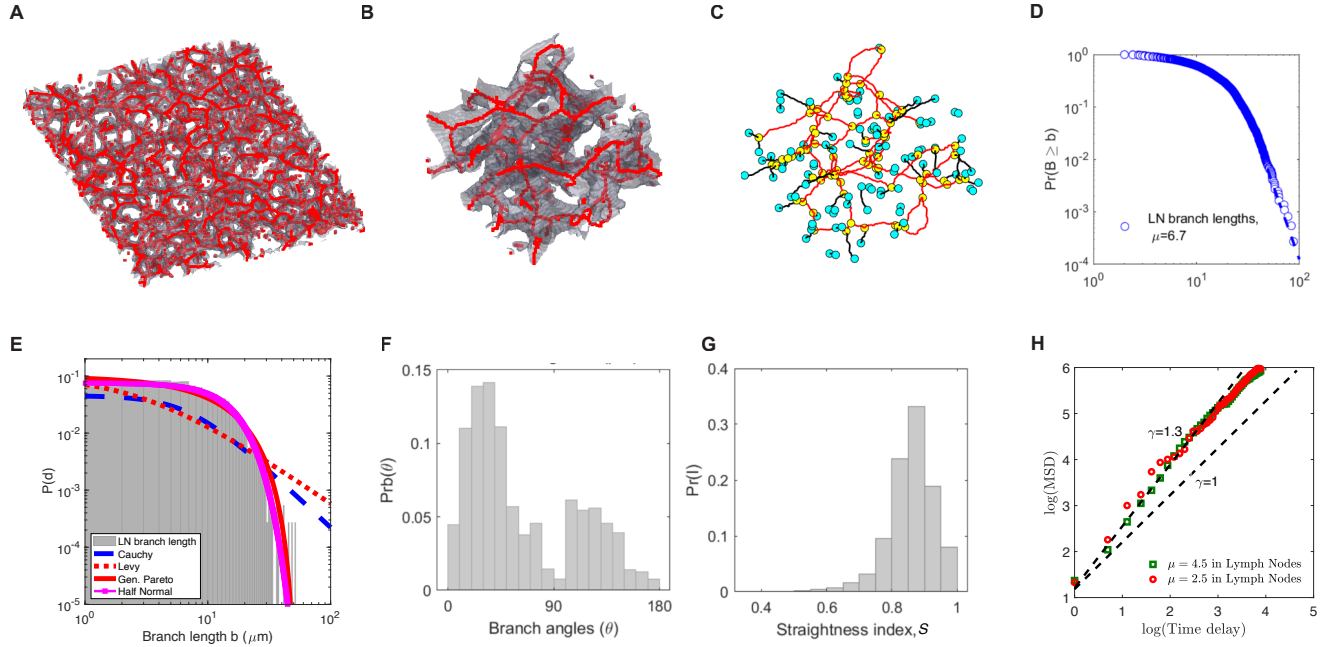 A
B
C
D
10^0
10^-1
10^-2
10^-3
10^-4
Pr(B ≥ b)
LN branch lengths,
μ=6.7
10^0
10^1
10^2
E
10^-1
10^-2
10^-3
10^-4
10^-5
P(d)
LN branch length
Cauchy
Levy
Gen. Pareto
Half Normal
10^0
10^1
10^2
Branch length b (μm)
F
0.15
0.1
0.05
0
Prb(θ)
0
90
180
Branch angles (θ)
G
0.4
0.3
0.2
0.1
0
Pr(I)
0.4
0.6
0.8
1
Straightness index, S
H
6
5
4
3
2
1
log(MSD)
γ=1.3
γ=1
μ = 4.5 in Lymph Nodes
μ = 2.5 in Lymph Nodes
0
1
2
3
4
5
log(Time delay)